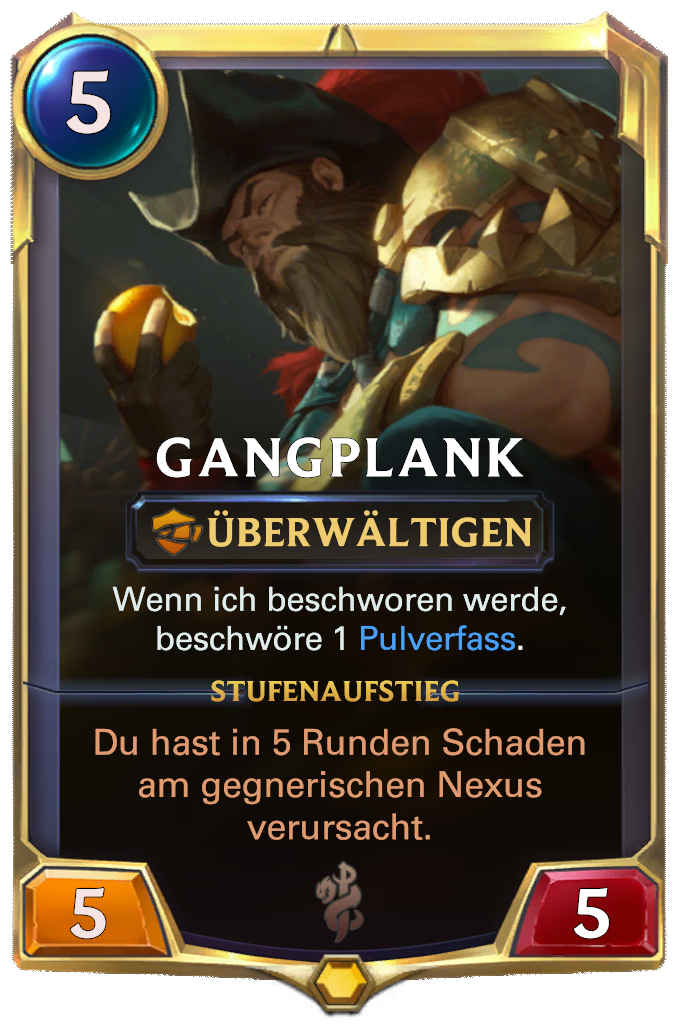 5
GANGPLANK
ÜBERWÄLTIGEN
Wenn ich beschworen werde,
beschwöre 1 Pulverfass.
STUFENAUFSTIEG
Du hast in 5 Runden Schaden
am gegnerischen Nexus
verursacht.
5
5